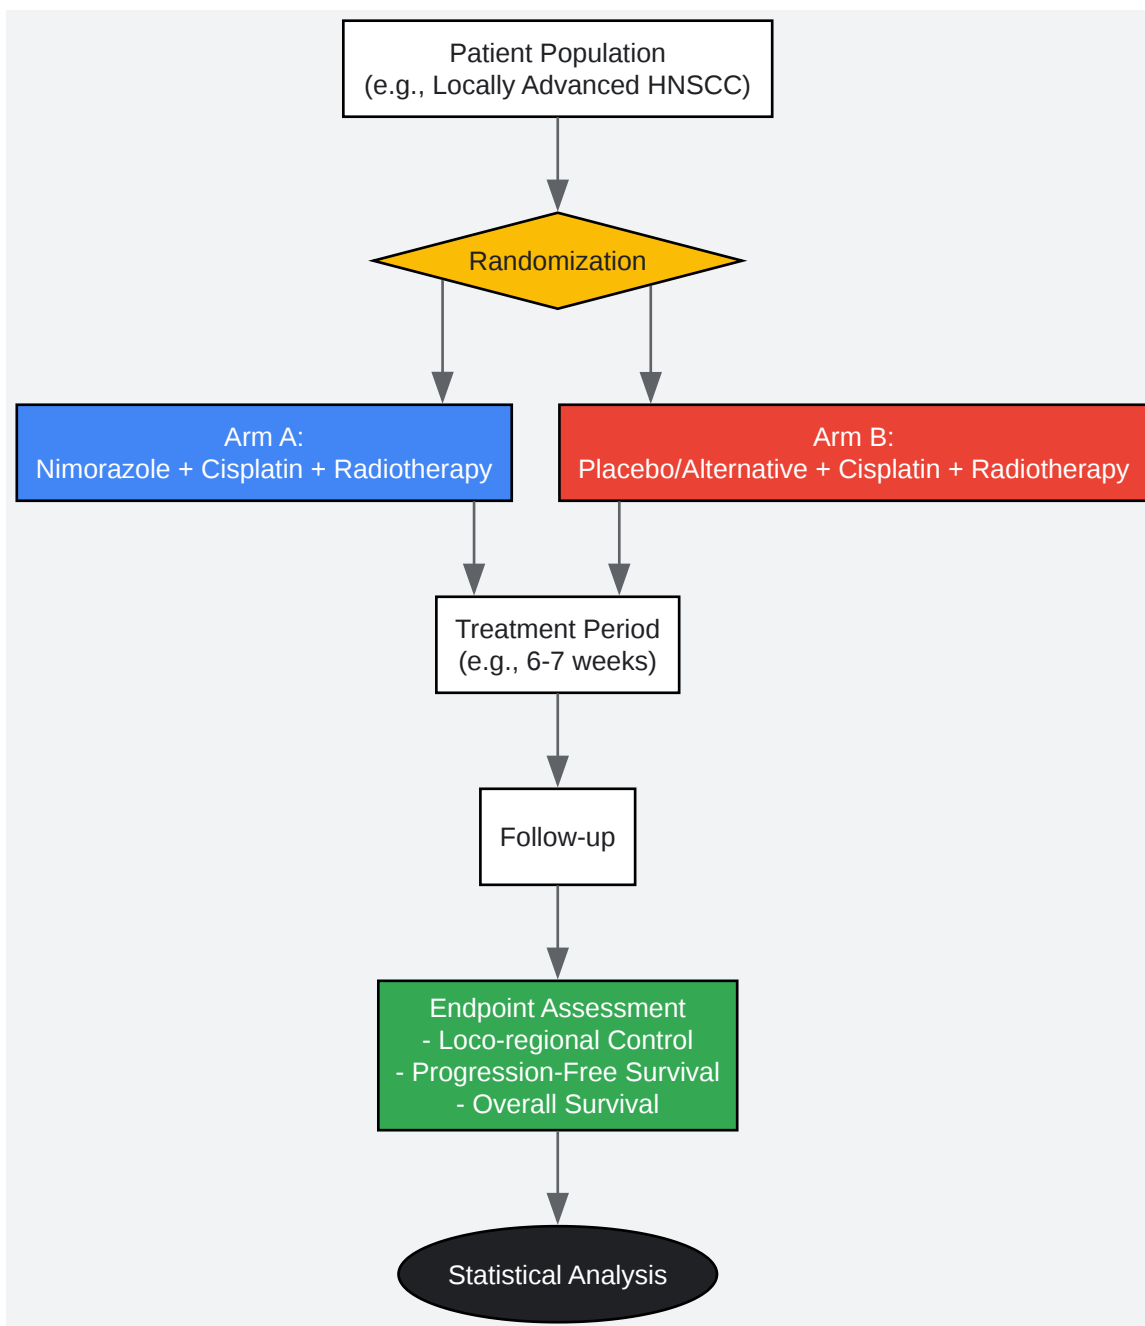 Patient Population
(e.g., Locally Advanced HNSCC)
Randomization
Arm A:
Nimorazole + Cisplatin + Radiotherapy
Arm B:
Placebo/Alternative + Cisplatin + Radiotherapy
Treatment Period
(e.g., 6-7 weeks)
Follow-up
Endpoint Assessment
- Loco-regional Control
- Progression-Free Survival
- Overall Survival
Statistical Analysis